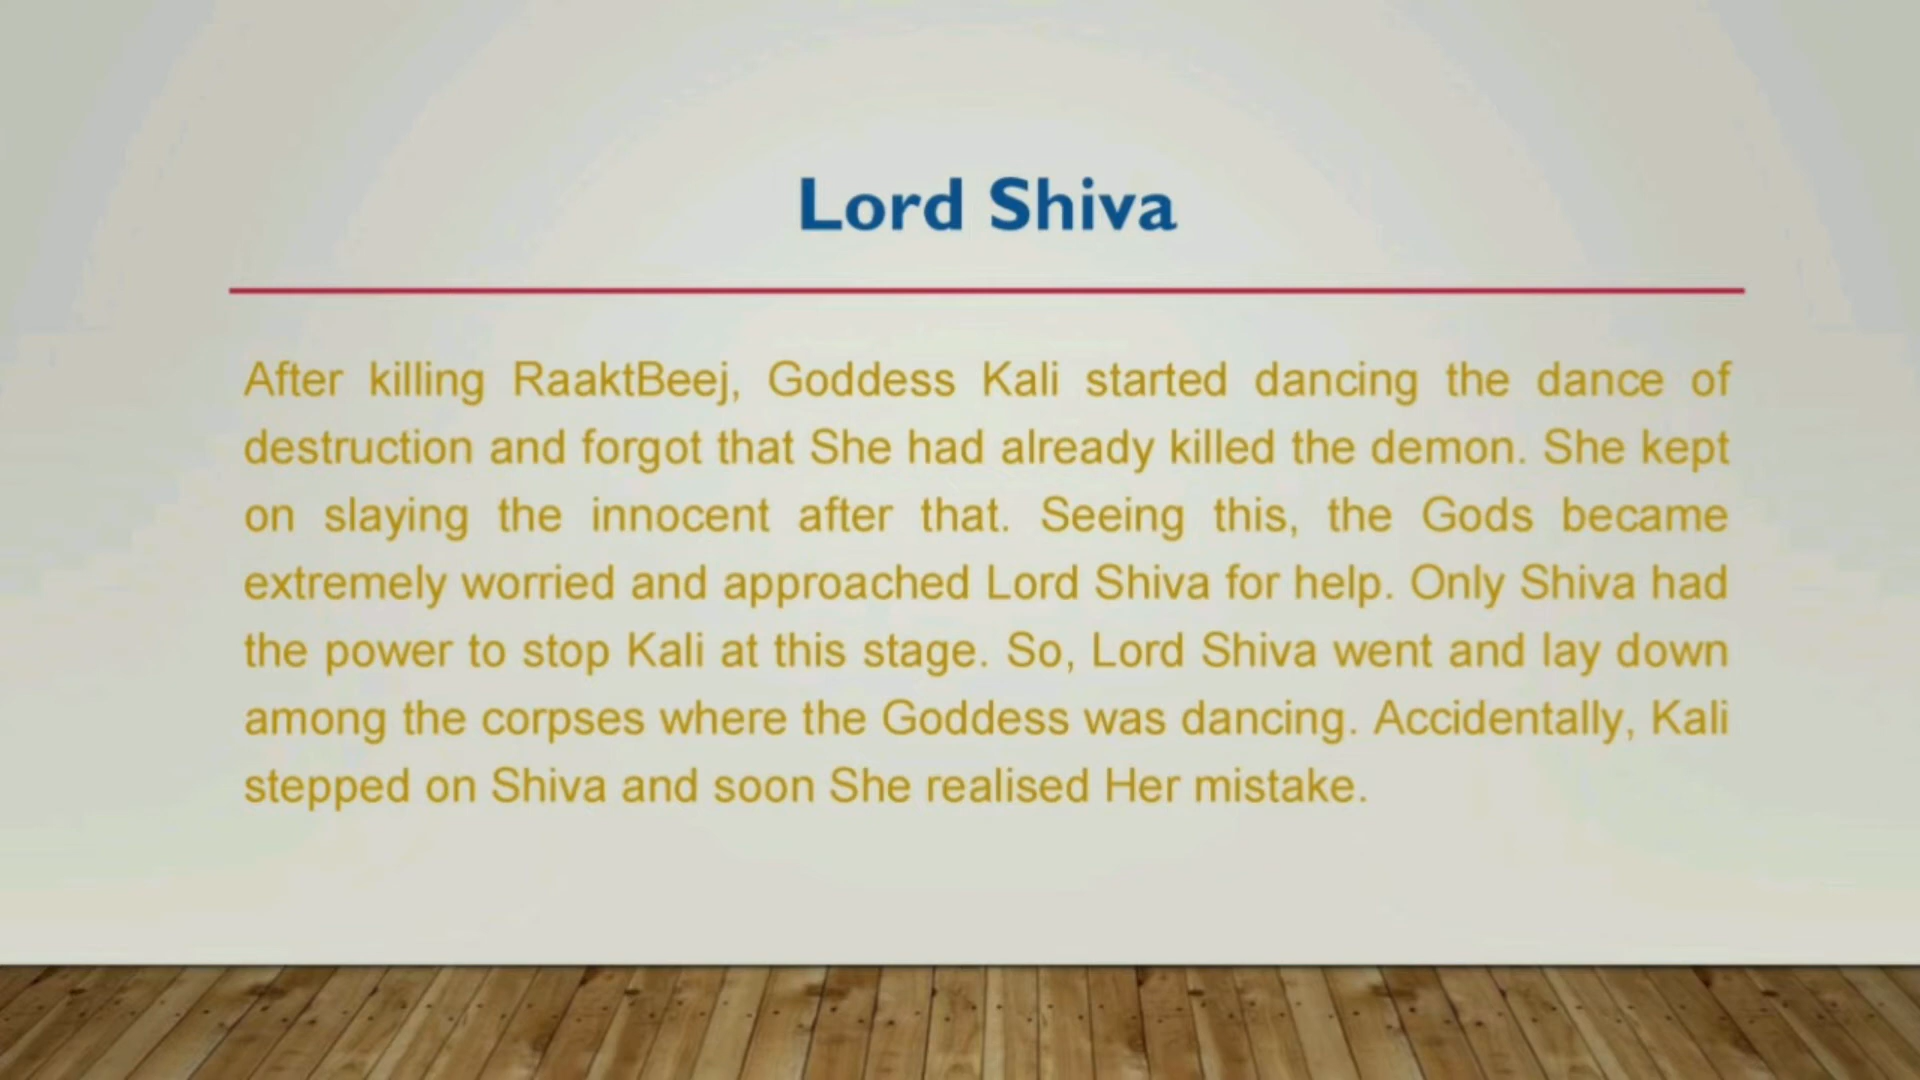 Lord Shiva
After killing RaaktBeej, Goddess Kali started dancing the dance of
destruction and forgot that She had already killed the demon. She kept
on slaying the innocent after that. Seeing this, the Gods became
extremely worried and approached Lord Shiva for help. Only Shiva had
the power to stop Kali at this stage. So, Lord Shiva went and lay down
among the corpses where the Goddess was dancing. Accidentally, Kali
stepped on Shiva and soon She realised Her mistake.